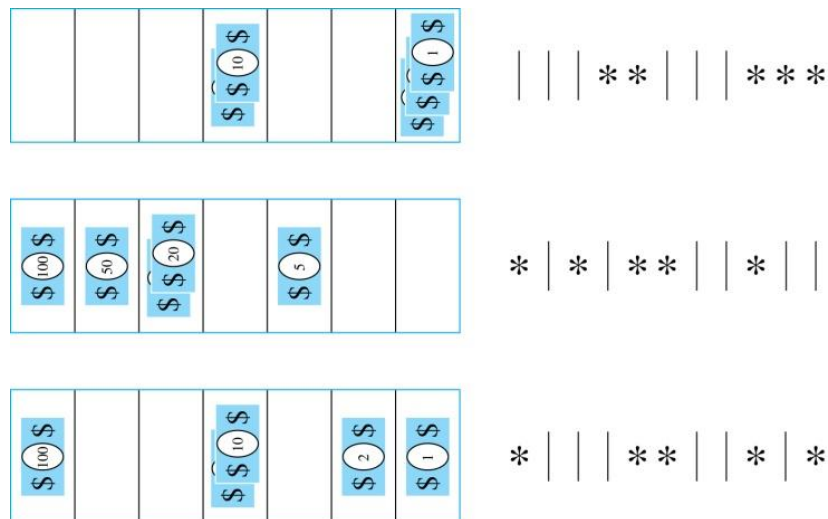 $ 10 $ $
$ 1 $ $ $
| | | * * | | | * * *
$ 100 $
$ 50 $
$ 20 $ $
$ 5 $
* | * | * * | | * | |
$ 100 $
$ 10 $ $
$ 2 $
$ 1 $
* | | | * * | | * | *